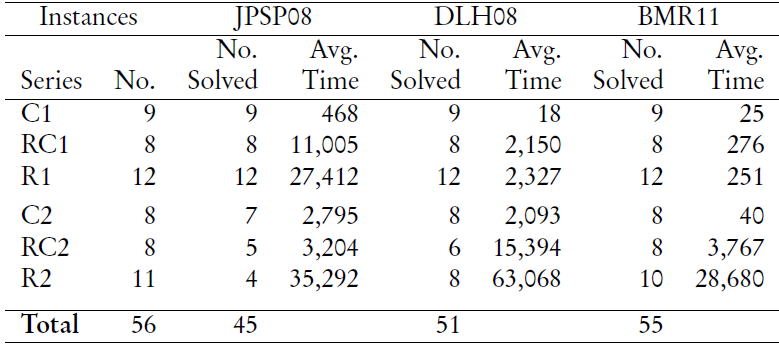 Instances JPSP08 DLH08 BMR11
No. Avg. No. Avg. No. Avg.
Series No. Solved Time Solved Time Solved Time
C1 9 9 468 9 18 9 25
RC1 8 8 11,005 8 2,150 8 276
R1 12 12 27,412 12 2,327 12 251
C2 8 7 2,795 8 2,093 8 40
RC2 8 5 3,204 6 15,394 8 3,767
R2 11 4 35,292 8 63,068 10 28,680
Total 56 45 51 55